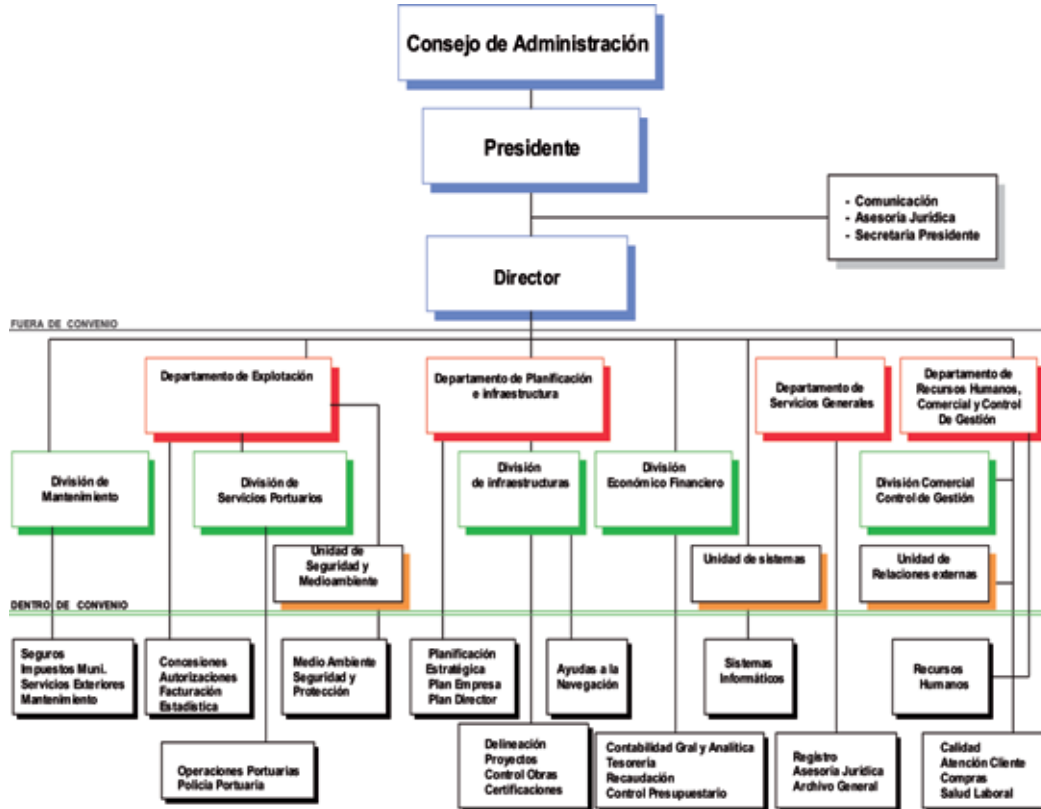 Consejo de Administración
Presidente
- Comunicación
- Asesoría Jurídica
- Secretaria Presidente
Director
FUERA DE CONVENIO
Departamento de Explotación
Departamento de Planificación
e infraestructura
Departamento de
Servicios Generales
Departamento de
Recursos Humanos,
Comercial y Control
De Gestión
División de
Mantenimiento
División de
Servicios Portuarios
División
de infraestructuras
División
Económico Financiero
División Comercial
Control de Gestión
Unidad de
Seguridad y
Medioambiente
Unidad de sistemas
Unidad de
Relaciones externas
DENTRO DE CONVENIO
Seguros
Impuestos Muni.
Servicios Exteriores
Mantenimiento
Concesiones
Autorizaciones
Facturación
Estadística
Medio Ambiente
Seguridad y
Protección
Planificación
Estratégica
Plan Empresa
Plan Director
Ayudas a la
Navegación
Sistemas
Informáticos
Recursos
Humanos
Operaciones Portuarias
Policia Portuaria
Delineación
Proyectos
Control Obras
Certificaciones
Contabilidad Gral y Analítica
Tesorería
Recaudación
Control Presupuestario
Registro
Asesoría Jurídica
Archivo General
Calidad
Atención Cliente
Compras
Salud Laboral